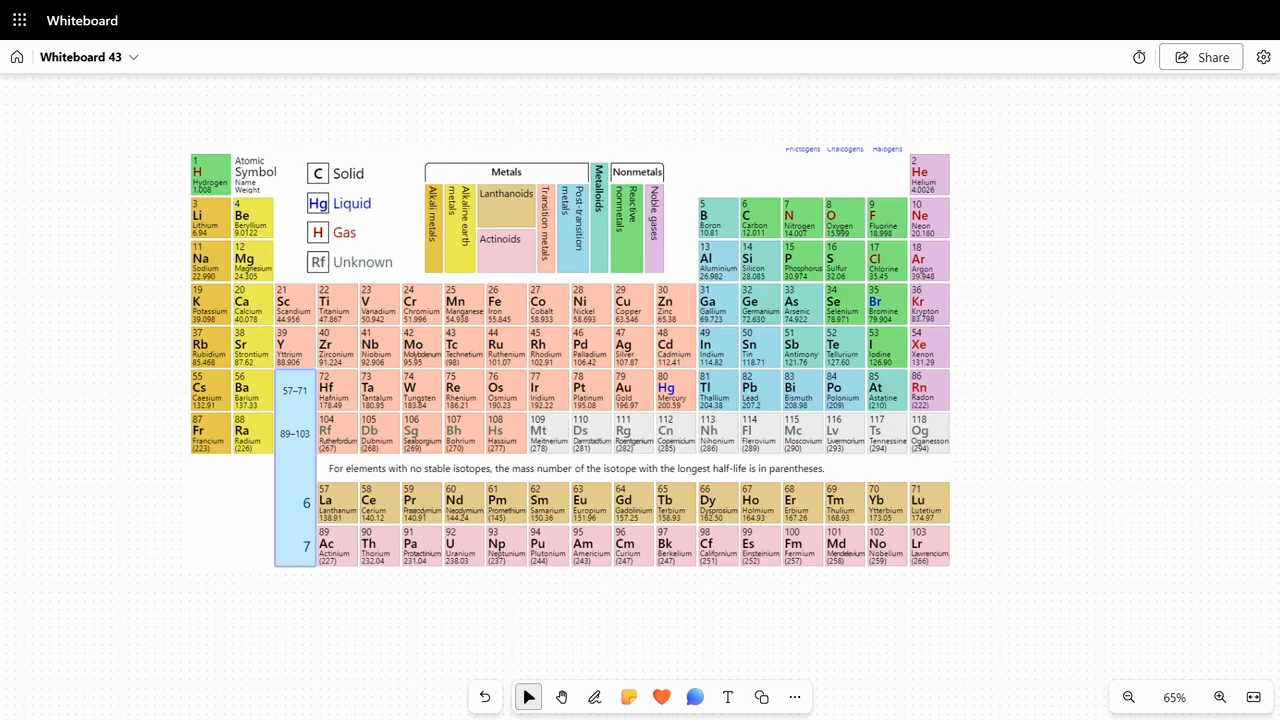 Whiteboard
Whiteboard 43
Share
Pnictogens Chalcogens Halogens
1
H
Hydrogen
1.008
Atomic
Symbol
Name
Weight
C Solid
Hg Liquid
H Gas
Rf Unknown
Metals
Metalloids
Nonmetals
Alkali metals
Alkaline earth metals
Lanthanoids
Actinoids
Transition metals
Post-transition metals
Reactive nonmetals
Noble gases
2
He
Helium
4.0026
3 4 5 6 7 8 9 10
Li Be B C N O F Ne
Lithium Beryllium Boron Carbon Nitrogen Oxygen Fluorine Neon
6.94 9.0122 10.81 12.011 14.007 15.999 18.998 20.180
11 12 13 14 15 16 17 18
Na Mg Al Si P S Cl Ar
Sodium Magnesium Aluminium Silicon Phosphorus Sulfur Chlorine Argon
22.990 24.305 26.982 28.085 30.974 32.06 35.45 39.948
19 20 21 22 23 24 25 26 27 28 29 30 31 32 33 34 35 36
K Ca Sc Ti V Cr Mn Fe Co Ni Cu Zn Ga Ge As Se Br Kr
Potassium Calcium Scandium Titanium Vanadium Chromium Manganese Iron Cobalt Nickel Copper Zinc Gallium Germanium Arsenic Selenium Bromine Krypton
39.098 40.078 44.956 47.867 50.942 51.996 54.938 55.845 58.933 58.693 63.546 65.38 69.723 72.630 74.922 78.971 79.904 83.798
37 38 39 40 41 42 43 44 45 46 47 48 49 50 51 52 53 54
Rb Sr Y Zr Nb Mo Tc Ru Rh Pd Ag Cd In Sn Sb Te I Xe
Rubidium Strontium Yttrium Zirconium Niobium Molybdenum Technetium Ruthenium Rhodium Palladium Silver Cadmium Indium Tin Antimony Tellurium Iodine Xenon
85.468 87.62 88.906 91.224 92.906 95.95 (98) 101.07 102.91 106.42 107.87 112.41 114.82 118.71 121.76 127.60 126.90 131.29
55 56 57–71 72 73 74 75 76 77 78 79 80 81 82 83 84 85 86
Cs Ba Hf Ta W Re Os Ir Pt Au Hg Tl Pb Bi Po At Rn
Caesium Barium Hafnium Tantalum Tungsten Rhenium Osmium Iridium Platinum Gold Mercury Thallium Lead Bismuth Polonium Astatine Radon
132.91 137.33 178.49 180.95 183.84 186.21 190.23 192.22 195.08 196.97 200.59 204.38 207.2 208.98 (209) (210) (222)
87 88 89–103 104 105 106 107 108 109 110 111 112 113 114 115 116 117 118
Fr Ra Rf Db Sg Bh Hs Mt Ds Rg Cn Nh Fl Mc Lv Ts Og
Francium Radium Rutherfordium Dubnium Seaborgium Bohrium Hassium Meitnerium Darmstadtium Roentgenium Copernicium Nihonium Flerovium Moscovium Livermorium Tennessine Oganesson
(223) (226) (267) (268) (269) (270) (277) (278) (281) (282) (285) (286) (289) (290) (293) (294) (294)
For elements with no stable isotopes, the mass number of the isotope with the longest half-life is in parentheses.
6
57 58 59 60 61 62 63 64 65 66 67 68 69 70 71
La Ce Pr Nd Pm Sm Eu Gd Tb Dy Ho Er Tm Yb Lu
Lanthanum Cerium Praseodymium Neodymium Promethium Samarium Europium Gadolinium Terbium Dysprosium Holmium Erbium Thulium Ytterbium Lutetium
138.91 140.12 140.91 144.24 (145) 150.36 151.96 157.25 158.93 162.50 164.93 167.26 168.93 173.05 174.97
7
89 90 91 92 93 94 95 96 97 98 99 100 101 102 103
Ac Th Pa U Np Pu Am Cm Bk Cf Es Fm Md No Lr
Actinium Thorium Protactinium Uranium Neptunium Plutonium Americium Curium Berkelium Californium Einsteinium Fermium Mendelevium Nobelium Lawrencium
(227) 232.04 231.04 238.03 (237) (244) (243) (247) (247) (251) (252) (257) (258) (259) (266)
65%